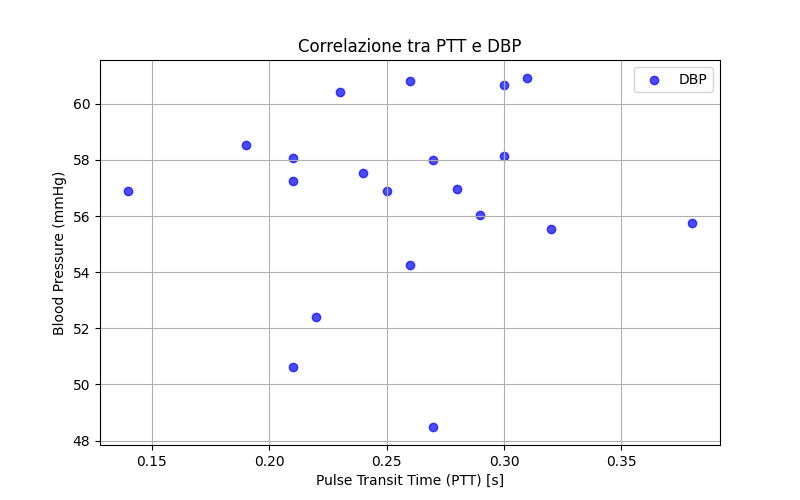 Correlazione tra PTT e DBP
DBP
Blood Pressure (mmHg)
60
58
56
54
52
50
48
0.15 0.20 0.25 0.30 0.35
Pulse Transit Time (PTT) [s]